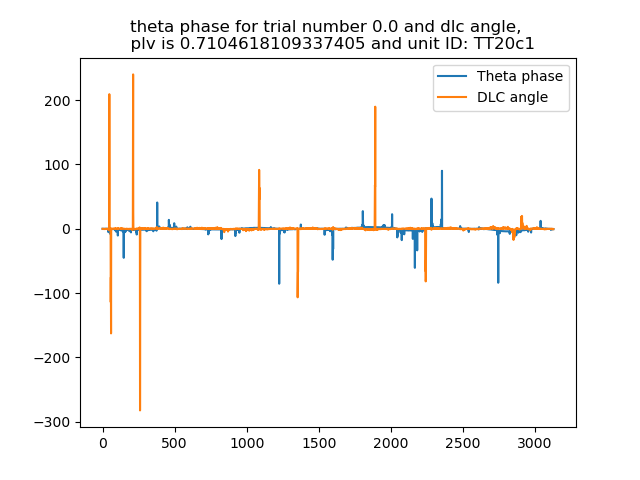 theta phase for trial number 0.0 and dlc angle,
plv is 0.7104618109337405 and unit ID: TT20c1
Theta phase
DLC angle
200
100
0
−100
−200
−300
0 500 1000 1500 2000 2500 3000